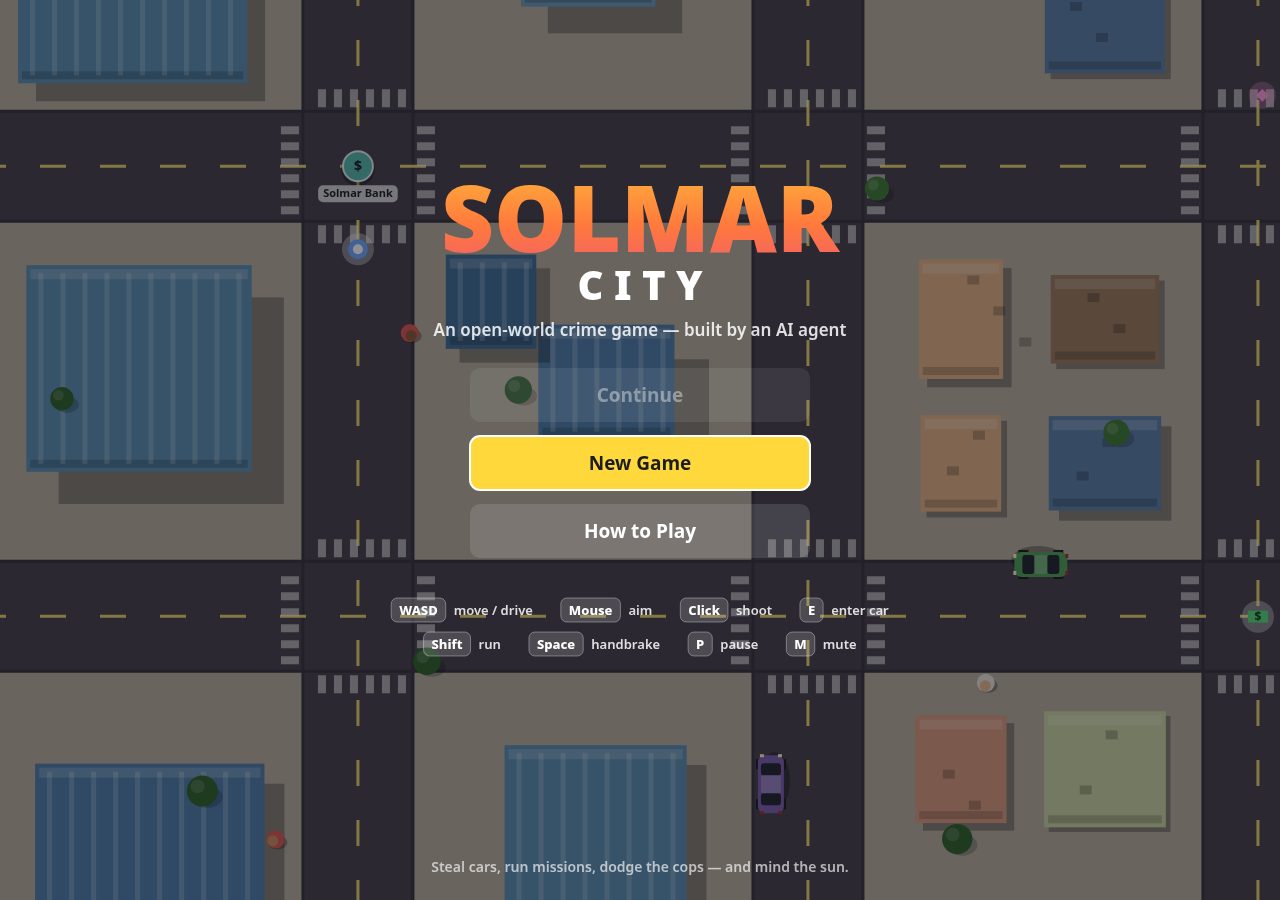 $
Solmar Bank
SOLMAR
CITY
An open-world crime game — built by an AI agent
Continue
New Game
How to Play
WASD move / drive Mouse aim Click shoot E enter car
$
Shift run Space handbrake P pause M mute
Steal cars, run missions, dodge the cops — and mind the sun.